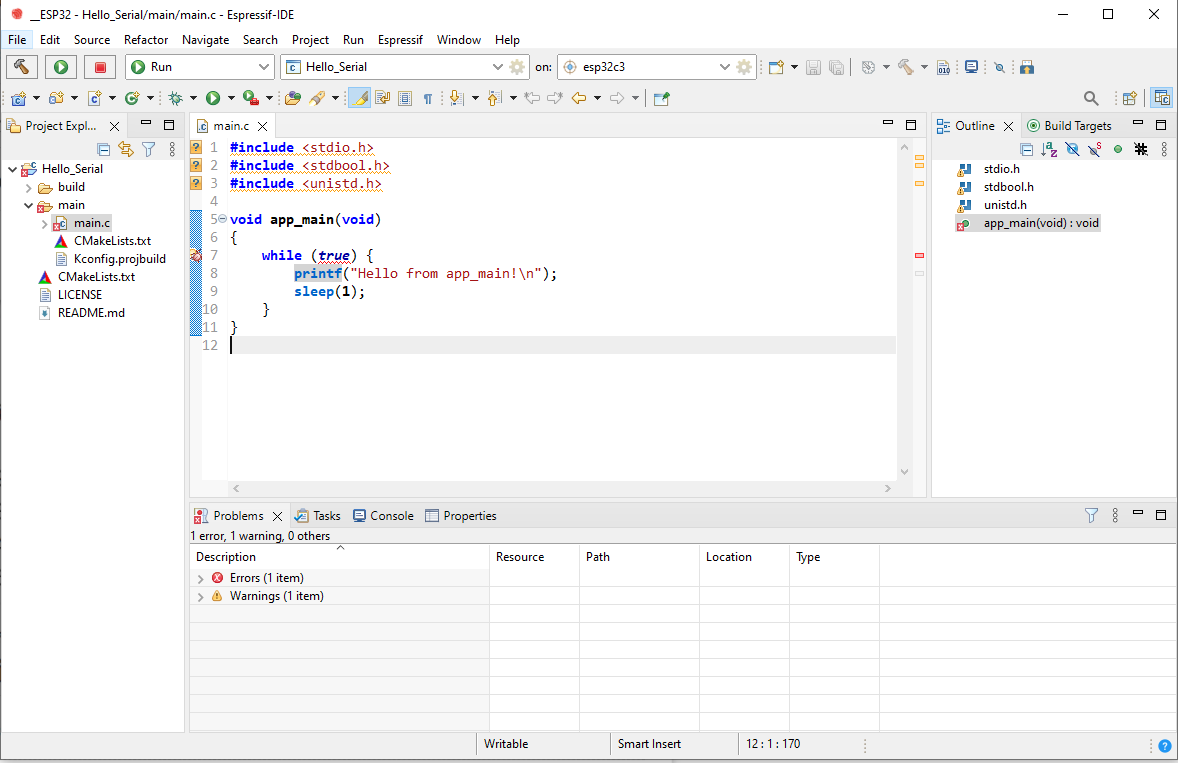 __ESP32 - Hello_Serial/main/main.c - Espressif-IDE
File Edit Source Refactor Navigate Search Project Run Espressif Window Help
Run Hello_Serial on: esp32c3
Project Expl...
Hello_Serial
build
main
main.c
CMakeLists.txt
Kconfig.projbuild
CMakeLists.txt
LICENSE
README.md
main.c
1 #include <stdio.h>
2 #include <stdbool.h>
3 #include <unistd.h>
4
5 void app_main(void)
6 {
7     while (true) {
8         printf("Hello from app_main!\n");
9         sleep(1);
10     }
11 }
12
Outline Build Targets
stdio.h
stdbool.h
unistd.h
app_main(void) : void
Problems Tasks Console Properties
1 error, 1 warning, 0 others
Description Resource Path Location Type
Errors (1 item)
Warnings (1 item)
Writable Smart Insert 12 : 1 : 170